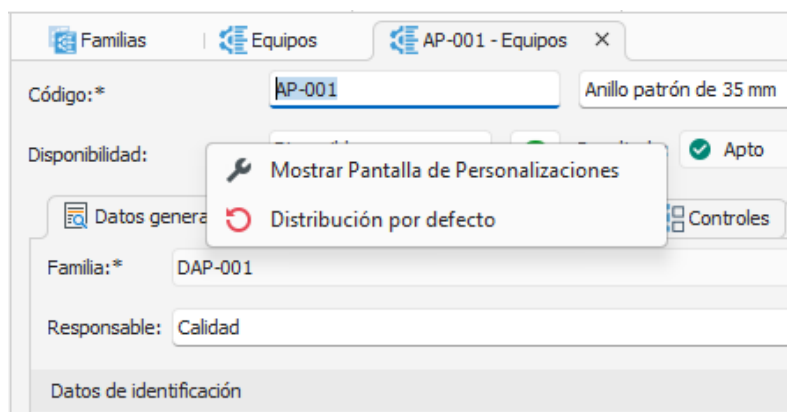 Familias
Equipos
AP-001 - Equipos
Código:*
AP-001
Anillo patrón de 35 mm
Disponibilidad:
Apto
Mostrar Pantalla de Personalizaciones
Distribución por defecto
Datos genera
Controles
Familia:*
DAP-001
Responsable:
Calidad
Datos de identificación